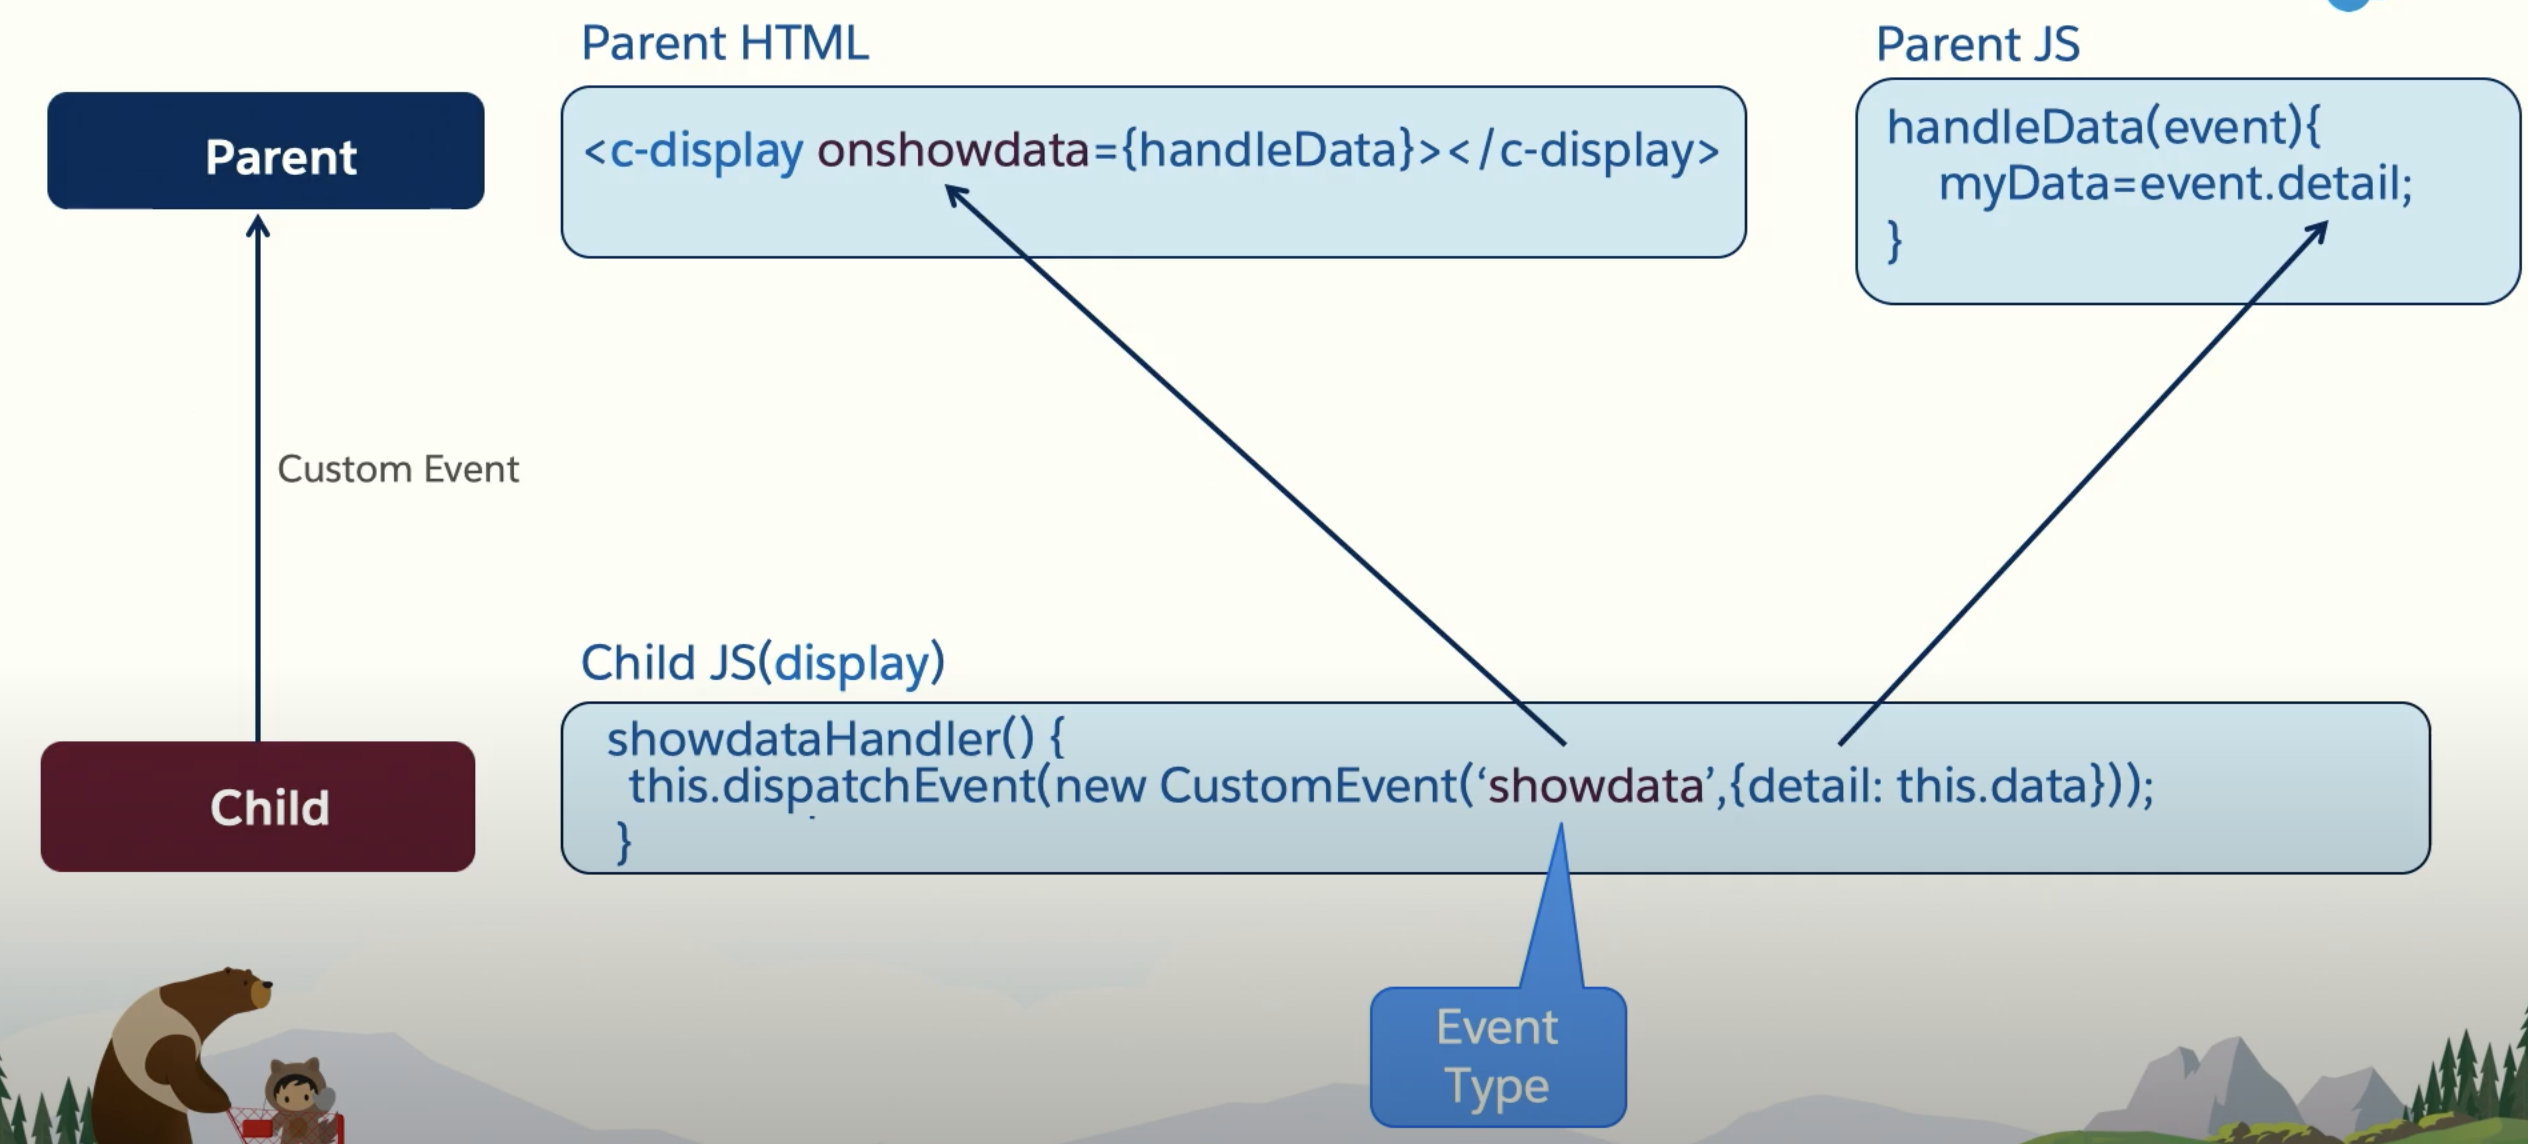 Parent HTML
Parent JS
Parent
<c-display onshowdata={handleData}></c-display>
handleData(event){
myData=event.detail;
}
Custom Event
Child JS(display)
Child
showdataHandler() {
this.dispatchEvent(new CustomEvent(‘showdata’,{detail: this.data}));
}
Event
Type